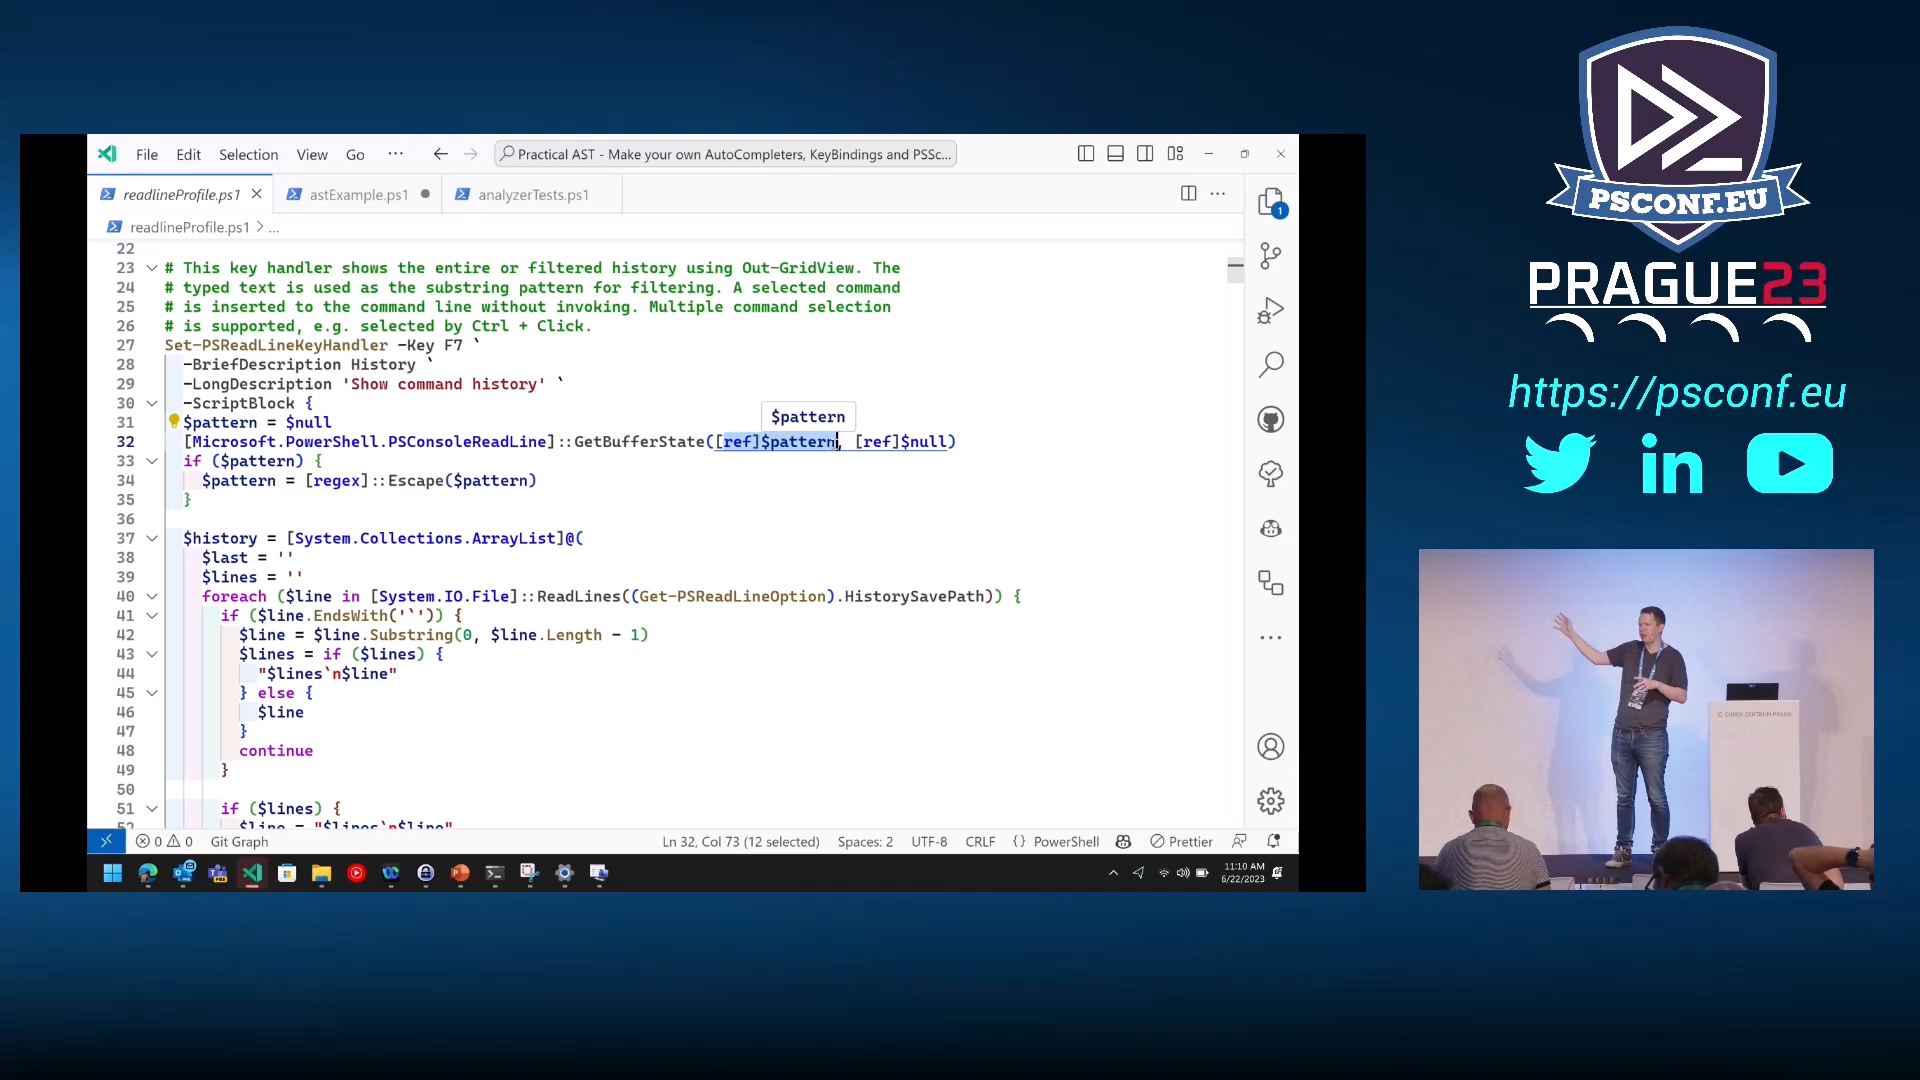 File Edit Selection View Go ··· Practical AST - Make your own AutoCompleters, KeyBindings and PSSc...
readlineProfile.ps1 astExample.ps1 analyzerTests.ps1
readlineProfile.ps1 > ...
22
23 # This key handler shows the entire or filtered history using Out-GridView. The
24 # typed text is used as the substring pattern for filtering. A selected command
25 # is inserted to the command line without invoking. Multiple command selection
26 # is supported, e.g. selected by Ctrl + Click.
27 Set-PSReadLineKeyHandler -Key F7 `
28 -BriefDescription History `
29 -LongDescription 'Show command history' `
30 -ScriptBlock {
$pattern
31 $pattern = $null
32 [Microsoft.PowerShell.PSConsoleReadLine]::GetBufferState([ref]$pattern, [ref]$null)
33 if ($pattern) {
34 $pattern = [regex]::Escape($pattern)
35 }
36
37 $history = [System.Collections.ArrayList]@(
38 $last = ''
39 $lines = ''
40 foreach ($line in [System.IO.File]::ReadLines((Get-PSReadLineOption).HistorySavePath)) {
41 if ($line.EndsWith('`')) {
42 $line = $line.Substring(0, $line.Length - 1)
43 $lines = if ($lines) {
44 "$lines`n$line"
45 } else {
46 $line
47 }
48 continue
49 }
50
51 if ($lines) {
52 $line = "$lines`n$line"
1
0 0 Git Graph Ln 32, Col 73 (12 selected) Spaces: 2 UTF-8 CRLF {} PowerShell Prettier
11:10 AM
6/22/2023
PSCONF.EU
PRAGUE23
https://psconf.eu
in
CUBEX CENTRUM PRAHA